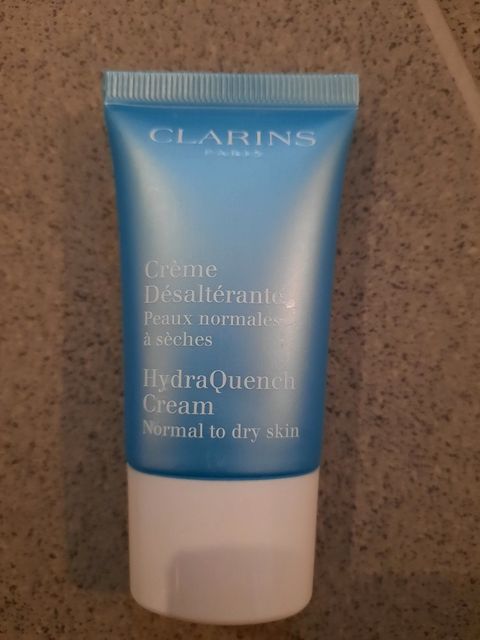 CLARINS
PARIS
Crème
Désaltérante
Peaux normales
à sèches
HydraQuench
Cream
Normal to dry skin